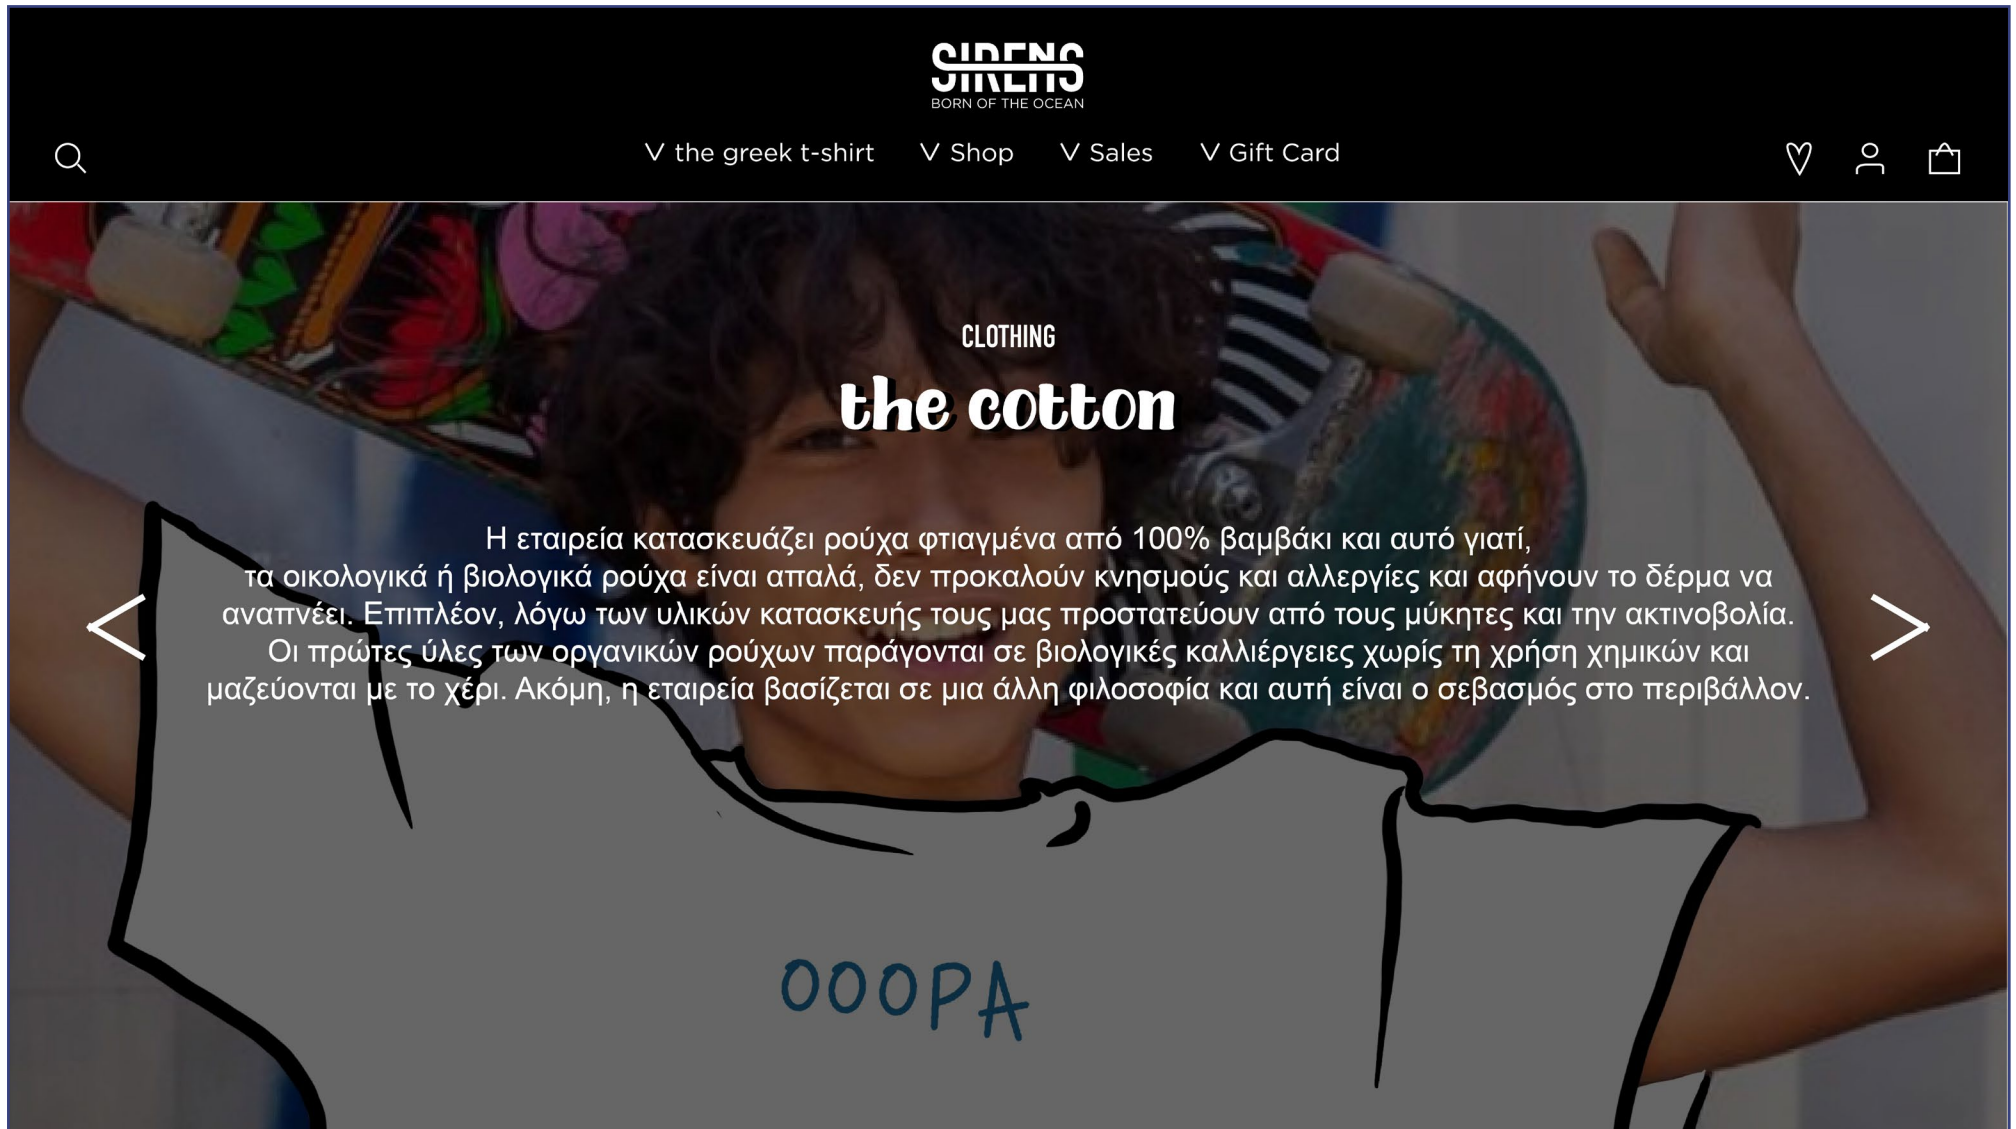 SIRENS
BORN OF THE OCEAN
the greek t-shirt
Shop
Sales
Gift Card
CLOTHING
the cotton
Η εταιρεία κατασκευάζει ρούχα φτιαγμένα από 100% βαμβάκι και αυτό γιατί,
τα οικολογικά ή βιολογικά ρούχα είναι απαλά, δεν προκαλούν κνησμούς και αλλεργίες και αφήνουν το δέρμα να
αναπνέει. Επιπλέον, λόγω των υλικών κατασκευής τους μας προστατεύουν από τους μύκητες και την ακτινοβολία.
Οι πρώτες ύλες των οργανικών ρούχων παράγονται σε βιολογικές καλλιέργειες χωρίς τη χρήση χημικών και
μαζεύονται με το χέρι. Ακόμη, η εταιρεία βασίζεται σε μια άλλη φιλοσοφία και αυτή είναι ο σεβασμός στο περιβάλλον.
OOOPA